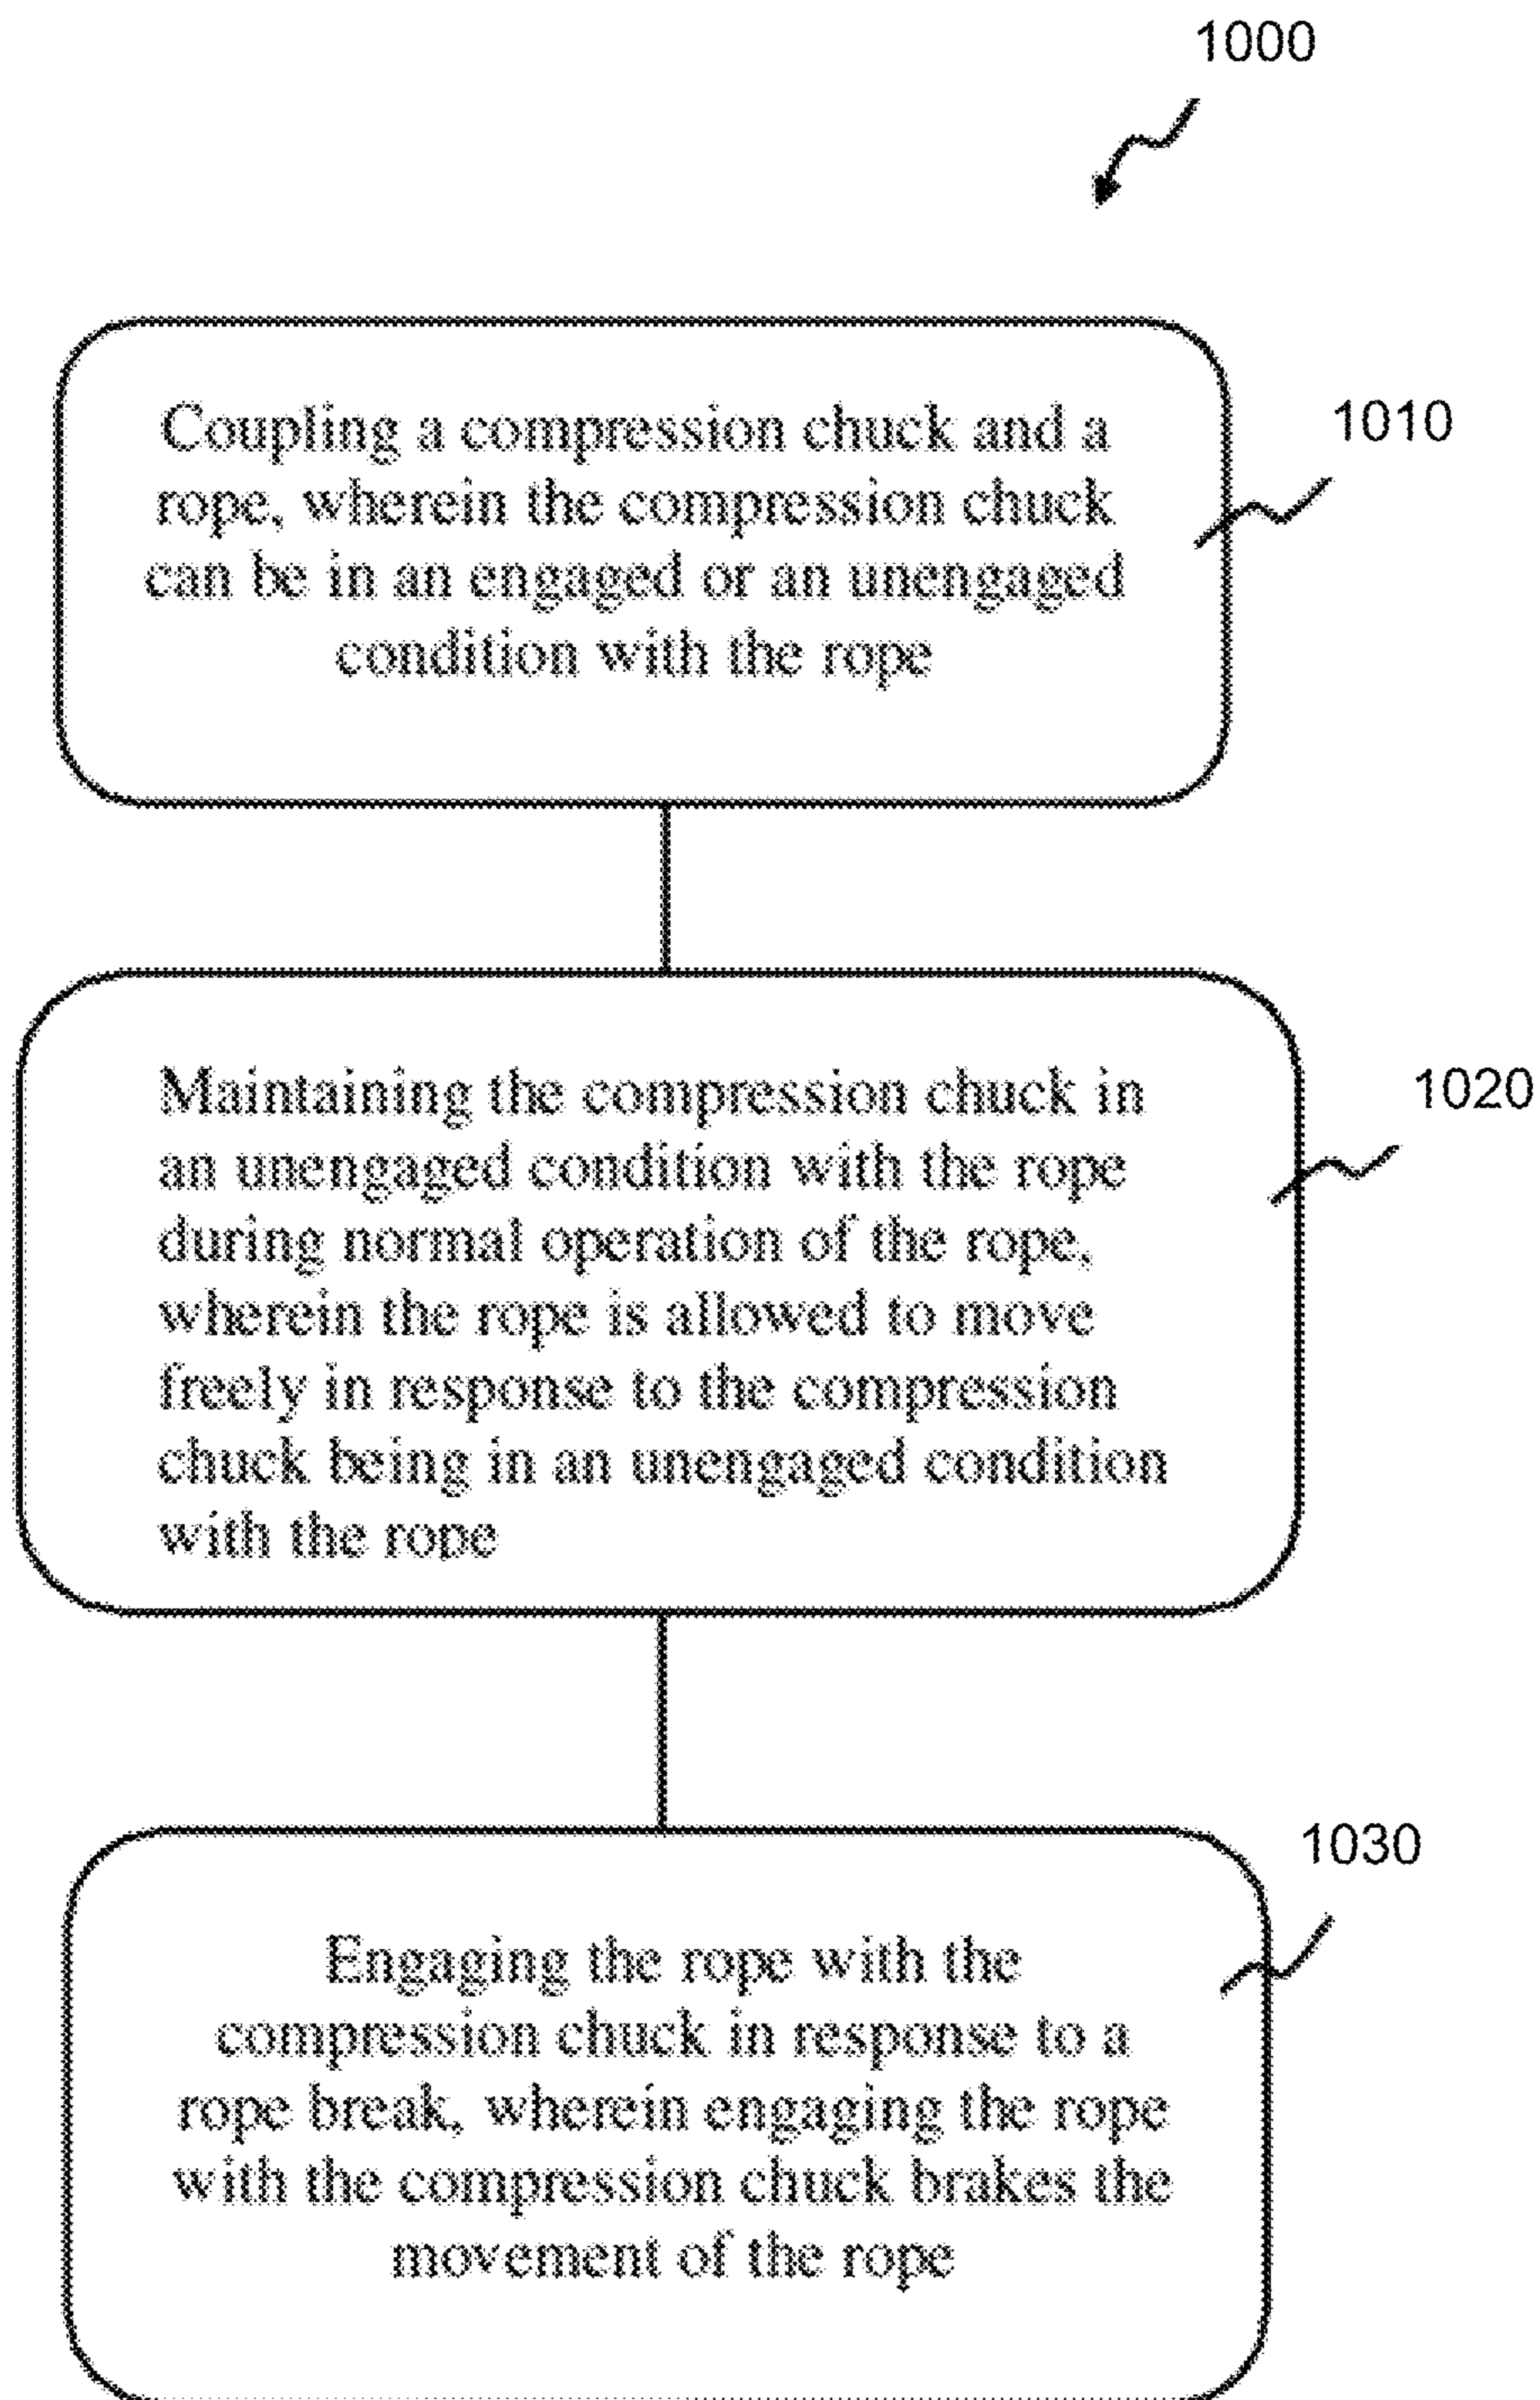 1000
Coupling a compression chuck and a
rope, wherein the compression chuck
can be in an engaged or an unengaged
condition with the rope
1010
Maintaining the compression chuck in
an unengaged condition with the rope
during normal operation of the rope,
wherein the rope is allowed to move
freely in response to the compression
chuck being in an unengaged condition
with the rope
1020
Engaging the rope with the
compression chuck in response to a
rope break, wherein engaging the rope
with the compression chuck brakes the
movement of the rope
1030